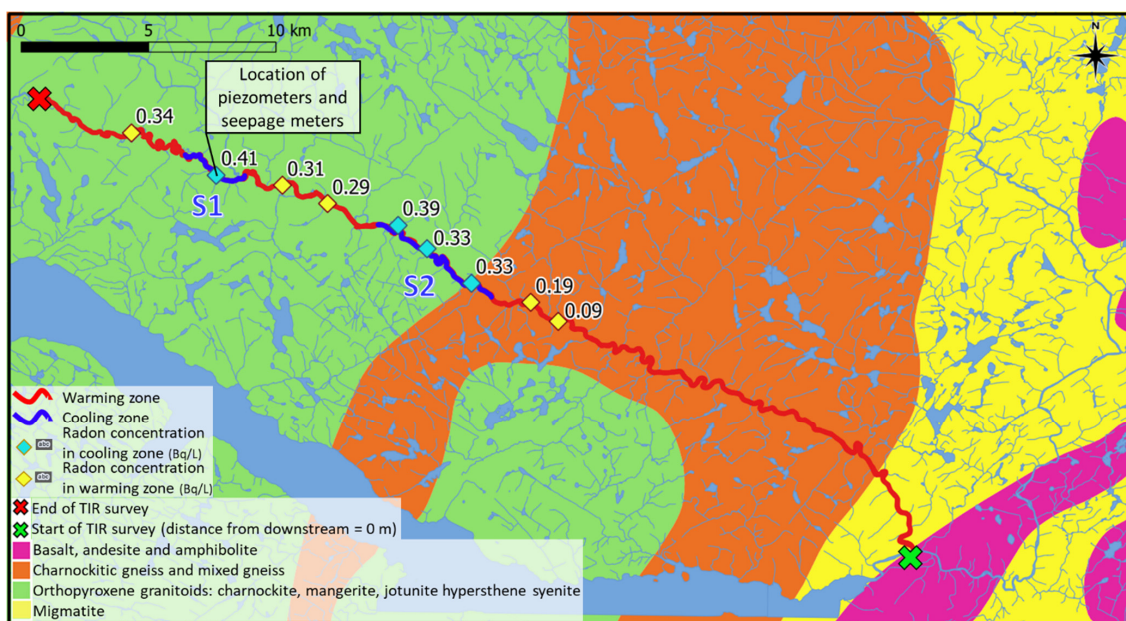 0 5 10 km
N
Location of
piezometers and
seepage meters
0.34
0.41
0.31
0.29
S1
0.39
0.33
S2
0.33
0.19
0.09
Warming zone
Cooling zone
Radon concentration
abc in cooling zone (Bq/L)
Radon concentration
abc in warming zone (Bq/L)
End of TIR survey
Start of TIR survey (distance from downstream = 0 m)
Basalt, andesite and amphibolite
Charnockitic gneiss and mixed gneiss
Orthopyroxene granitoids: charnockite, mangerite, jotunite hypersthene syenite
Migmatite